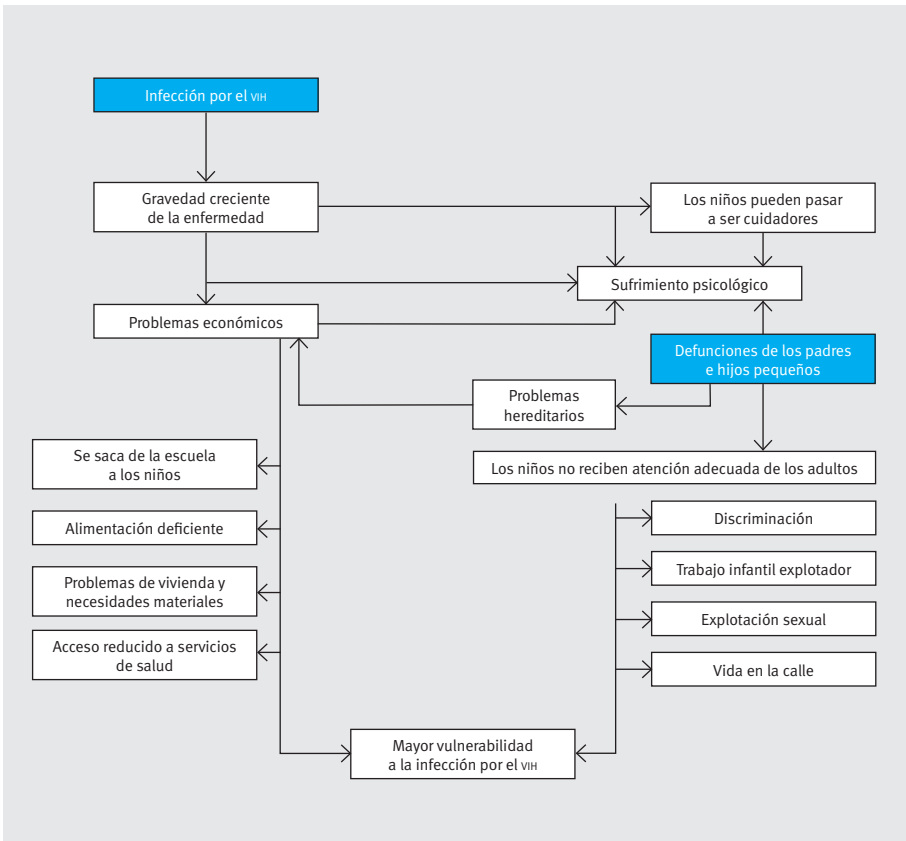 Infección por el VIH
Gravedad creciente
de la enfermedad
Los niños pueden pasar
a ser cuidadores
Sufrimiento psicológico
Problemas económicos
Defunciones de los padres
e hijos pequeños
Problemas
hereditarios
Se saca de la escuela
a los niños
Los niños no reciben atención adecuada de los adultos
Alimentación deficiente
Discriminación
Problemas de vivienda y
necesidades materiales
Trabajo infantil explotador
Explotación sexual
Acceso reducido a servicios
de salud
Vida en la calle
Mayor vulnerabilidad
a la infección por el VIH